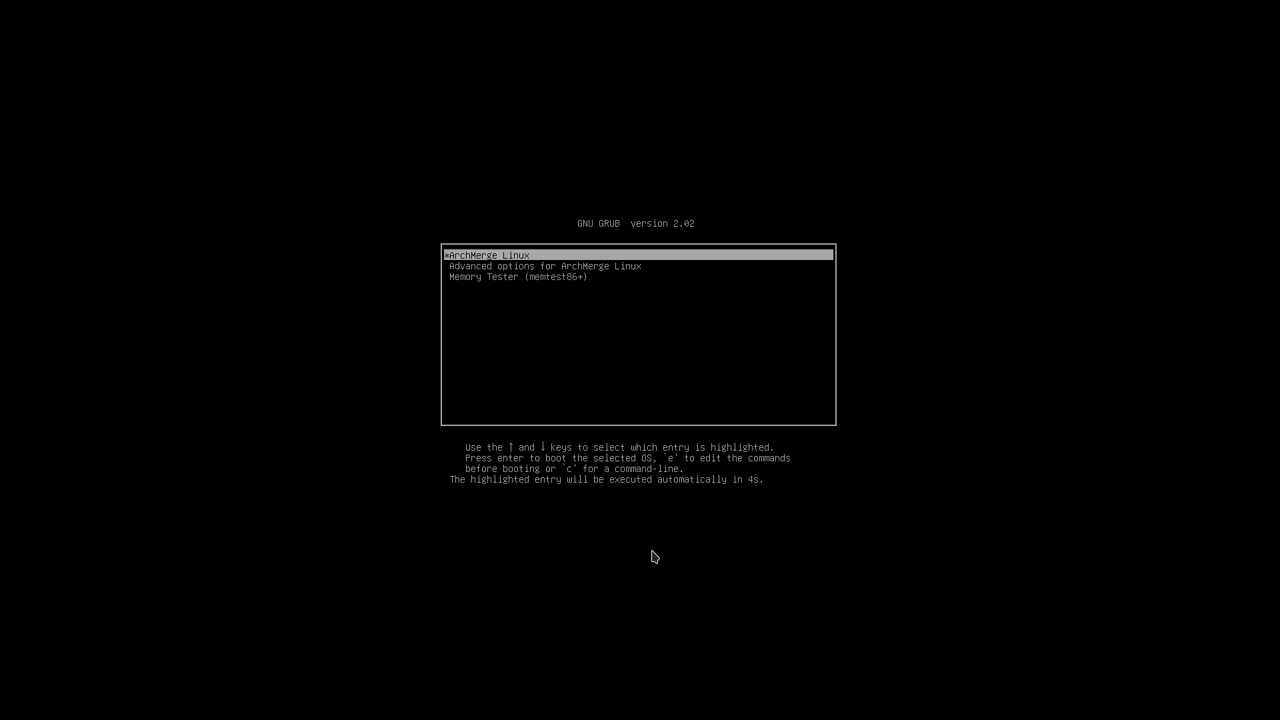 GNU GRUB  version 2.02
*ArchMerge Linux
Advanced options for ArchMerge Linux
Memory Tester (memtest86+)
Use the ↑ and ↓ keys to select which entry is highlighted.
Press enter to boot the selected OS, `e' to edit the commands
before booting or `c' for a command-line.
The highlighted entry will be executed automatically in 4s.